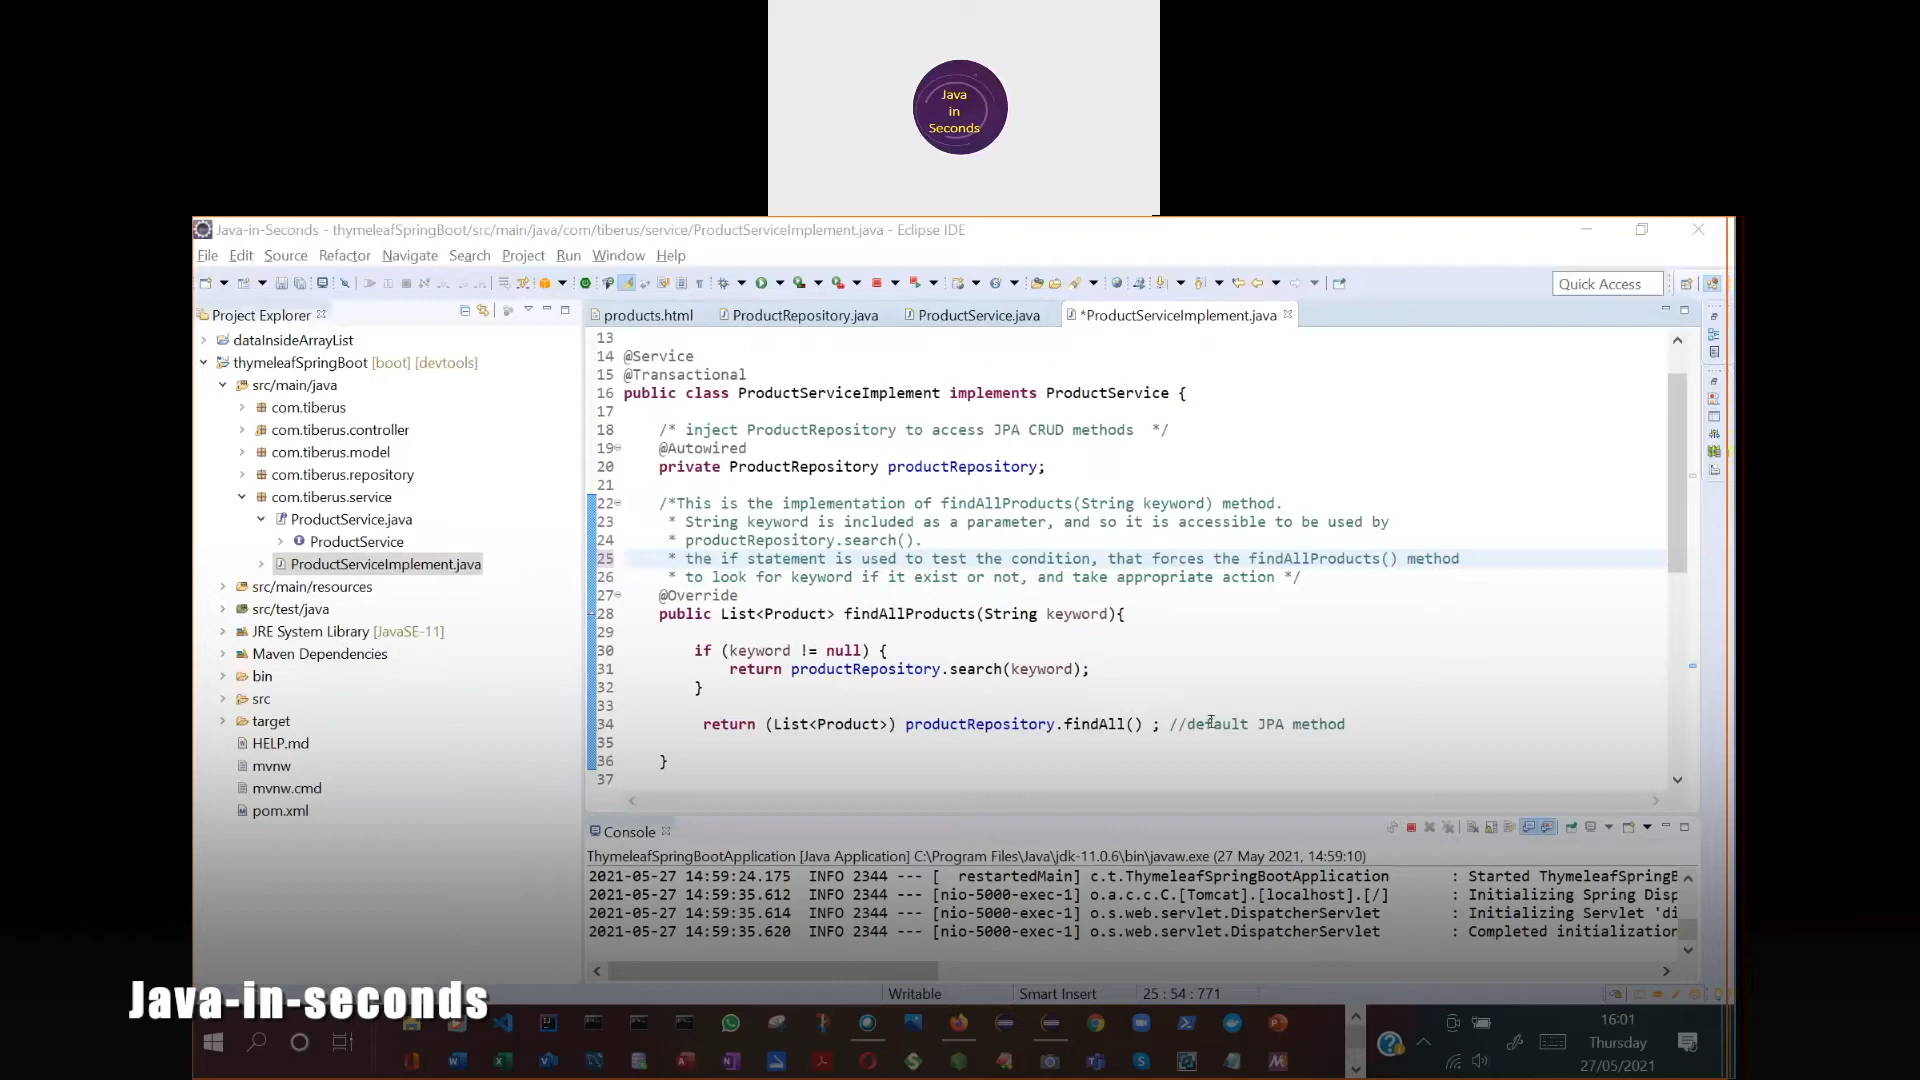 Java
in
Seconds
Java-in-Seconds - thymeleafSpringBoot/src/main/java/com/tiberus/service/ProductServiceImplement.java - Eclipse IDE
File Edit Source Refactor Navigate Search Project Run Window Help
Quick Access
Project Explorer
products.html ProductRepository.java ProductService.java *ProductServiceImplement.java
dataInsideArrayList
thymeleafSpringBoot [boot] [devtools]
src/main/java
com.tiberus
com.tiberus.controller
com.tiberus.model
com.tiberus.repository
com.tiberus.service
ProductService.java
ProductService
ProductServiceImplement.java
src/main/resources
src/test/java
JRE System Library [JavaSE-11]
Maven Dependencies
bin
src
target
HELP.md
mvnw
mvnw.cmd
pom.xml
13
14 @Service
15 @Transactional
16 public class ProductServiceImplement implements ProductService {
17
18 /* inject ProductRepository to access JPA CRUD methods */
19 @Autowired
20 private ProductRepository productRepository;
21
22 /*This is the implementation of findAllProducts(String keyword) method.
23 * String keyword is included as a parameter, and so it is accessible to be used by
24 * productRepository.search().
25 * the if statement is used to test the condition, that forces the findAllProducts() method
26 * to look for keyword if it exist or not, and take appropriate action */
27 @Override
28 public List<Product> findAllProducts(String keyword){
29
30 if (keyword != null) {
31 return productRepository.search(keyword);
32 }
33
34 return (List<Product>) productRepository.findAll() ; //default JPA method
35
36 }
37
Console
ThymeleafSpringBootApplication [Java Application] C:\Program Files\Java\jdk-11.0.6\bin\javaw.exe (27 May 2021, 14:59:10)
2021-05-27 14:59:24.175 INFO 2344 --- [ restartedMain] c.t.ThymeleafSpringBootApplication : Started ThymeleafSpringB
2021-05-27 14:59:35.612 INFO 2344 --- [nio-5000-exec-1] o.a.c.c.C.[Tomcat].[localhost].[/] : Initializing Spring Disp
2021-05-27 14:59:35.614 INFO 2344 --- [nio-5000-exec-1] o.s.web.servlet.DispatcherServlet : Initializing Servlet 'di
2021-05-27 14:59:35.620 INFO 2344 --- [nio-5000-exec-1] o.s.web.servlet.DispatcherServlet : Completed initialization
Writable Smart Insert 25 : 54 : 771
Java-in-seconds
16:01
Thursday
27/05/2021